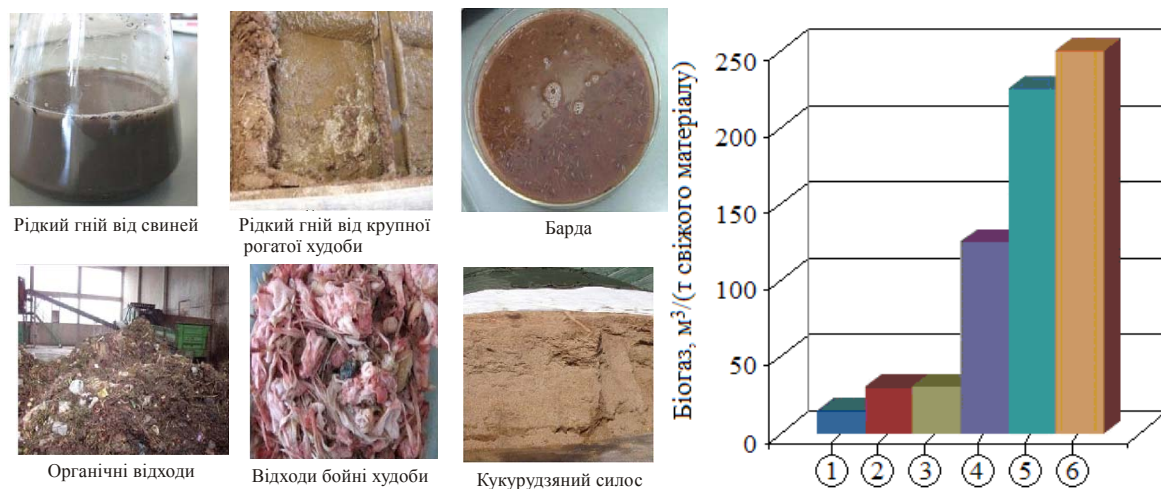 Рідкий гній від свиней
Рідкий гній від крупної
рогатої худоби
Барда
Органічні відходи
Відходи бойні худоби
Кукурудзяний силос
Біогаз, м³/(т свіжого матеріалу)
250
200
150
100
50
0
1 2 3 4 5 6